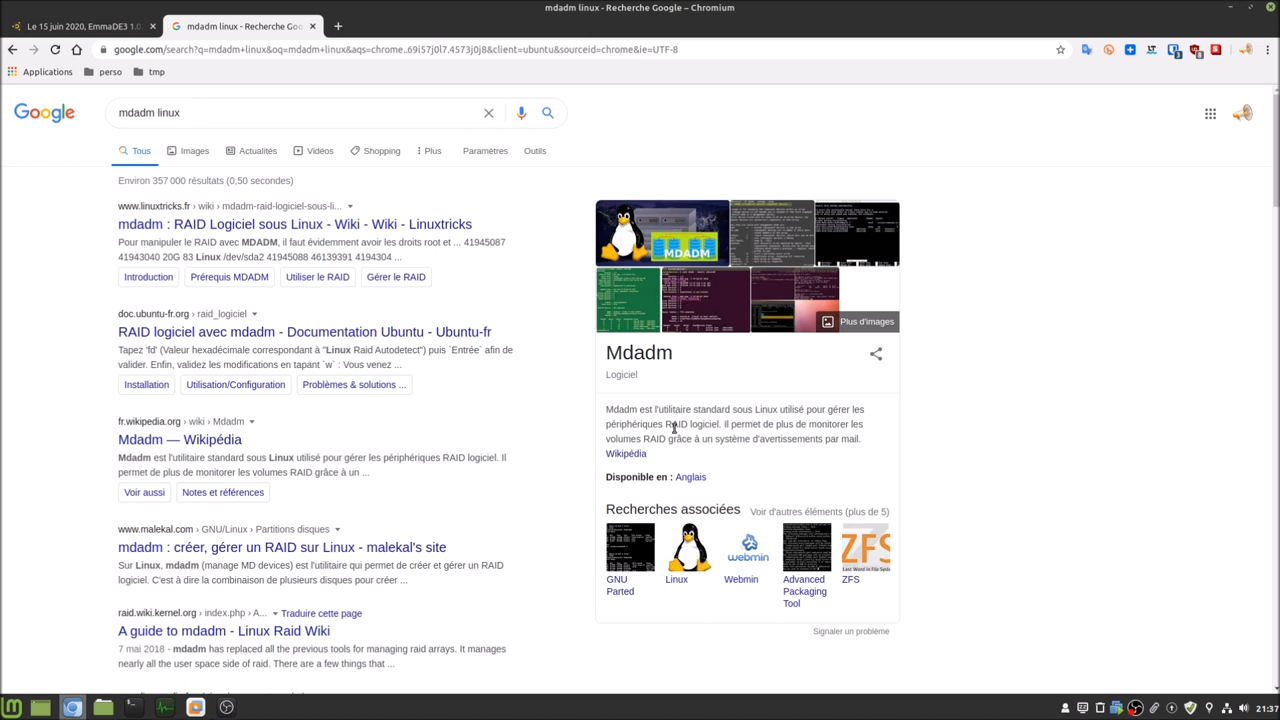 mdadm linux - Recherche Google – Chromium
Le 15 juin 2020, EmmaDE3 1.0
mdadm linux - Recherche Goo
google.com/search?q=mdadm+linux&oq=mdadm+linux&aqs=chrome..69i57j0l7.4573j0j8&client=ubuntu&sourceid=chrome&ie=UTF-8
Applications perso tmp
Google
mdadm linux
Tous Images Actualités Vidéos Shopping Plus Paramètres Outils
Environ 357 000 résultats (0,50 secondes)
www.linuxtricks.fr › wiki › mdadm-raid-logiciel-sous-li...
mdadm : RAID Logiciel sous Linux - Wiki - Wiki - Linuxtricks
Pour manipuler le RAID avec MDADM, il faut évidemment avoir les droits root et ... 41945087
41943040 20G 83 Linux /dev/sda2 41945088 46139391 4194304 ...
Introduction Prérequis MDADM Utiliser le RAID Gérer le RAID
doc.ubuntu-fr.org › raid_logiciel
RAID logiciel avec mdadm - Documentation Ubuntu - Ubuntu-fr
Tapez 'fd' (Valeur hexadécimale correspondant à "Linux Raid Autodetect") puis `Entrée` afin de
valider. Enfin, validez les modifications en tapant `w` : Vous venez ...
Installation Utilisation/Configuration Problèmes & solutions ...
fr.wikipedia.org › wiki › Mdadm
Mdadm — Wikipédia
Mdadm est l'utilitaire standard sous Linux utilisé pour gérer les périphériques RAID logiciel. Il
permet de plus de monitorer les volumes RAID grâce à un ...
Voir aussi Notes et références
www.malekal.com › GNU/Linux › Partitions disques
mdadm : créer, gérer un RAID sur Linux - malekal's site
Sur Linux, mdadm (manage MD devices) est l'utilitaire qui permet de créer et gérer un RAID
logiciel. C'est à dire la combinaison de plusieurs disques pour créer ...
raid.wiki.kernel.org › index.php › A... Traduire cette page
A guide to mdadm - Linux Raid Wiki
7 mai 2018 - mdadm has replaced all the previous tools for managing raid arrays. It manages
nearly all the user space side of raid. There are a few things that ...
MDADM
Plus d'images
Mdadm
Logiciel
Mdadm est l'utilitaire standard sous Linux utilisé pour gérer les
périphériques RAID logiciel. Il permet de plus de monitorer les
volumes RAID grâce à un système d'avertissements par mail.
Wikipédia
Disponible en : Anglais
Recherches associées Voir d'autres éléments (plus de 5)
webmin
ZFS
GNU Parted
Linux
Webmin
Advanced Packaging Tool
ZFS
Signaler un problème
21:37